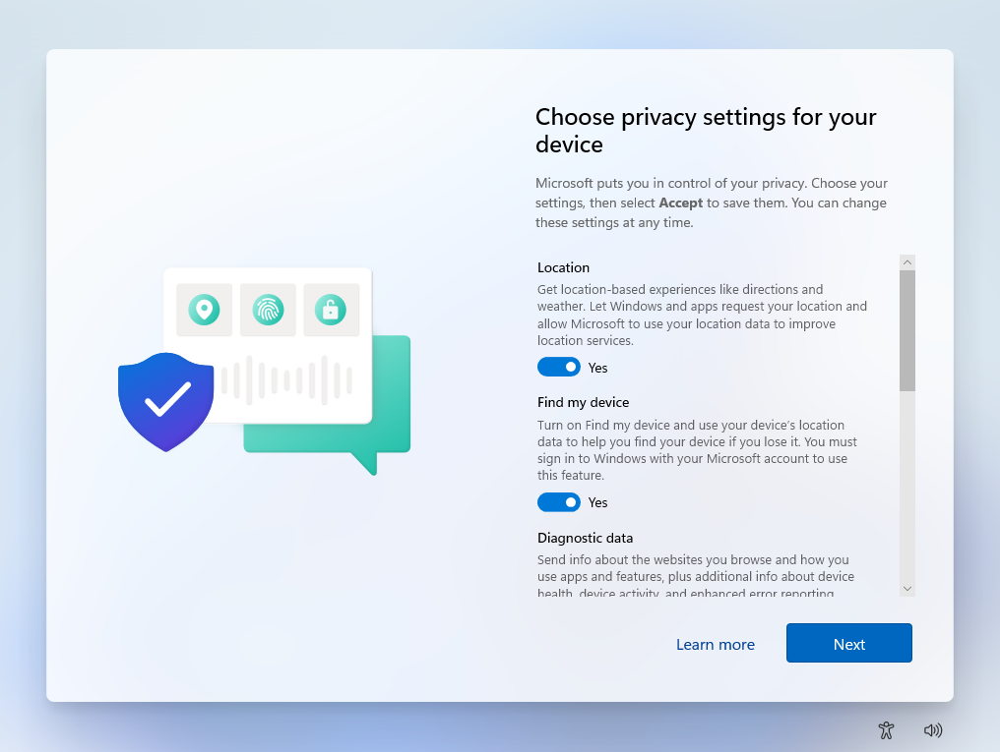 Choose privacy settings for your
device
Microsoft puts you in control of your privacy. Choose your
settings, then select Accept to save them. You can change
these settings at any time.
Location
Get location-based experiences like directions and
weather. Let Windows and apps request your location and
allow Microsoft to use your location data to improve
location services.
Yes
Find my device
Turn on Find my device and use your device's location
data to help you find your device if you lose it. You must
sign in to Windows with your Microsoft account to use
this feature.
Yes
Diagnostic data
Send info about the websites you browse and how you
use apps and features, plus additional info about device
health, device activity, and enhanced error reporting.
Learn more
Next